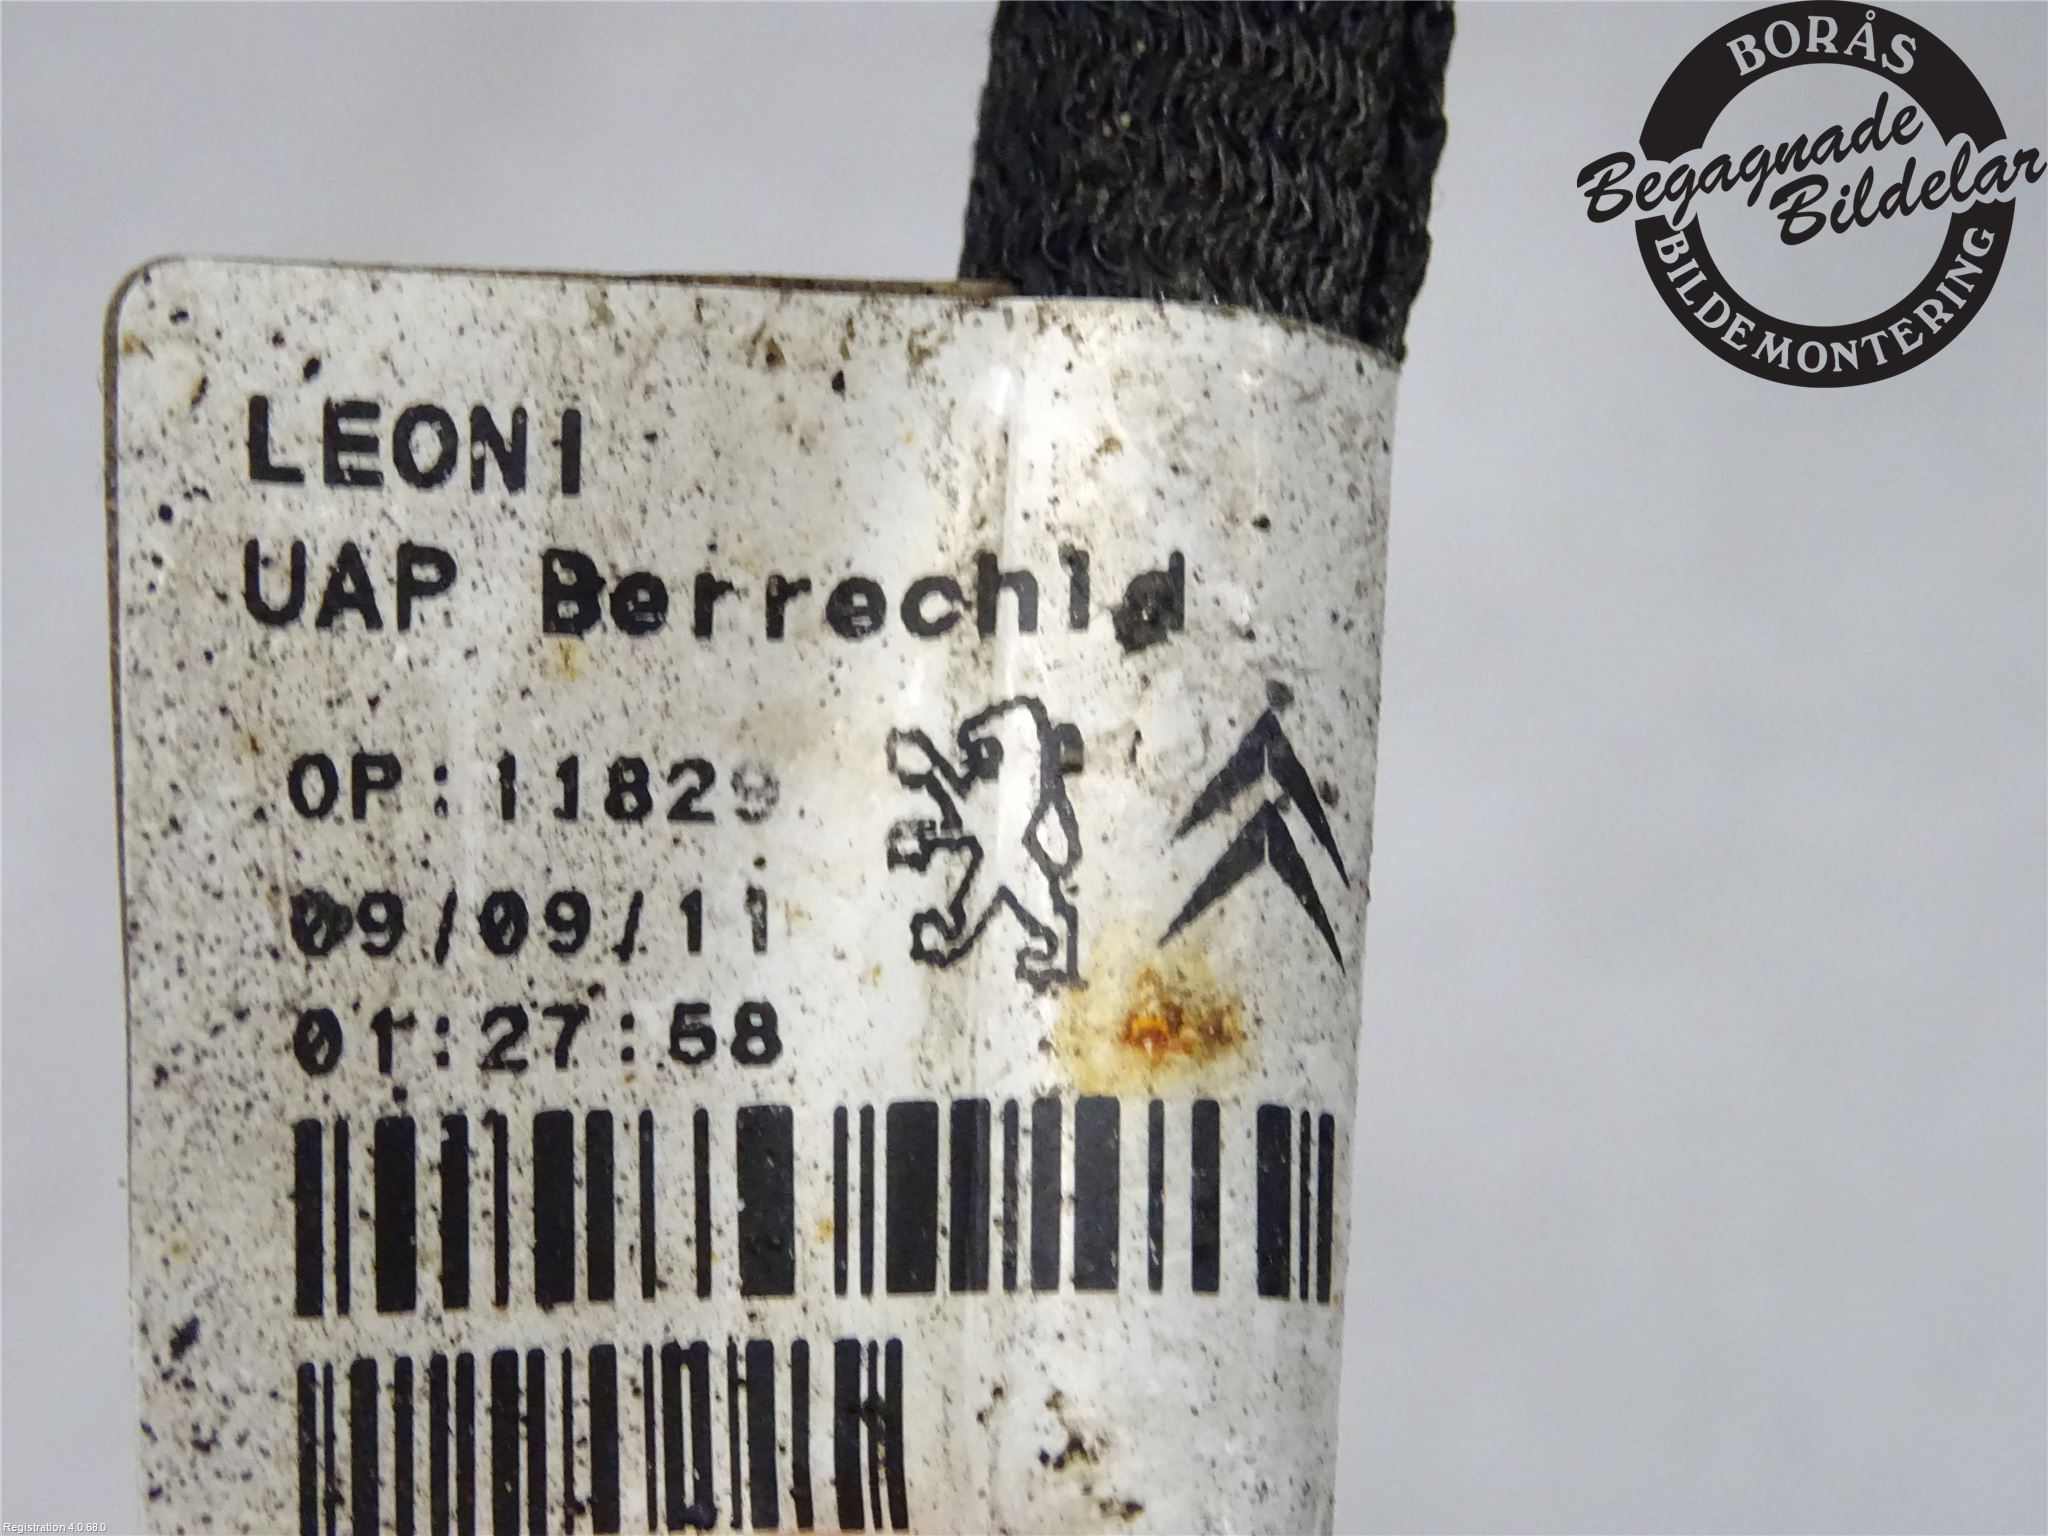 BORÅS
Begagnade
Bildelar
BILDEMONTERING
LEONI
UAP Berrechid
OP:11829
09/09/11
01:27:58
Registration 4.0.68.0